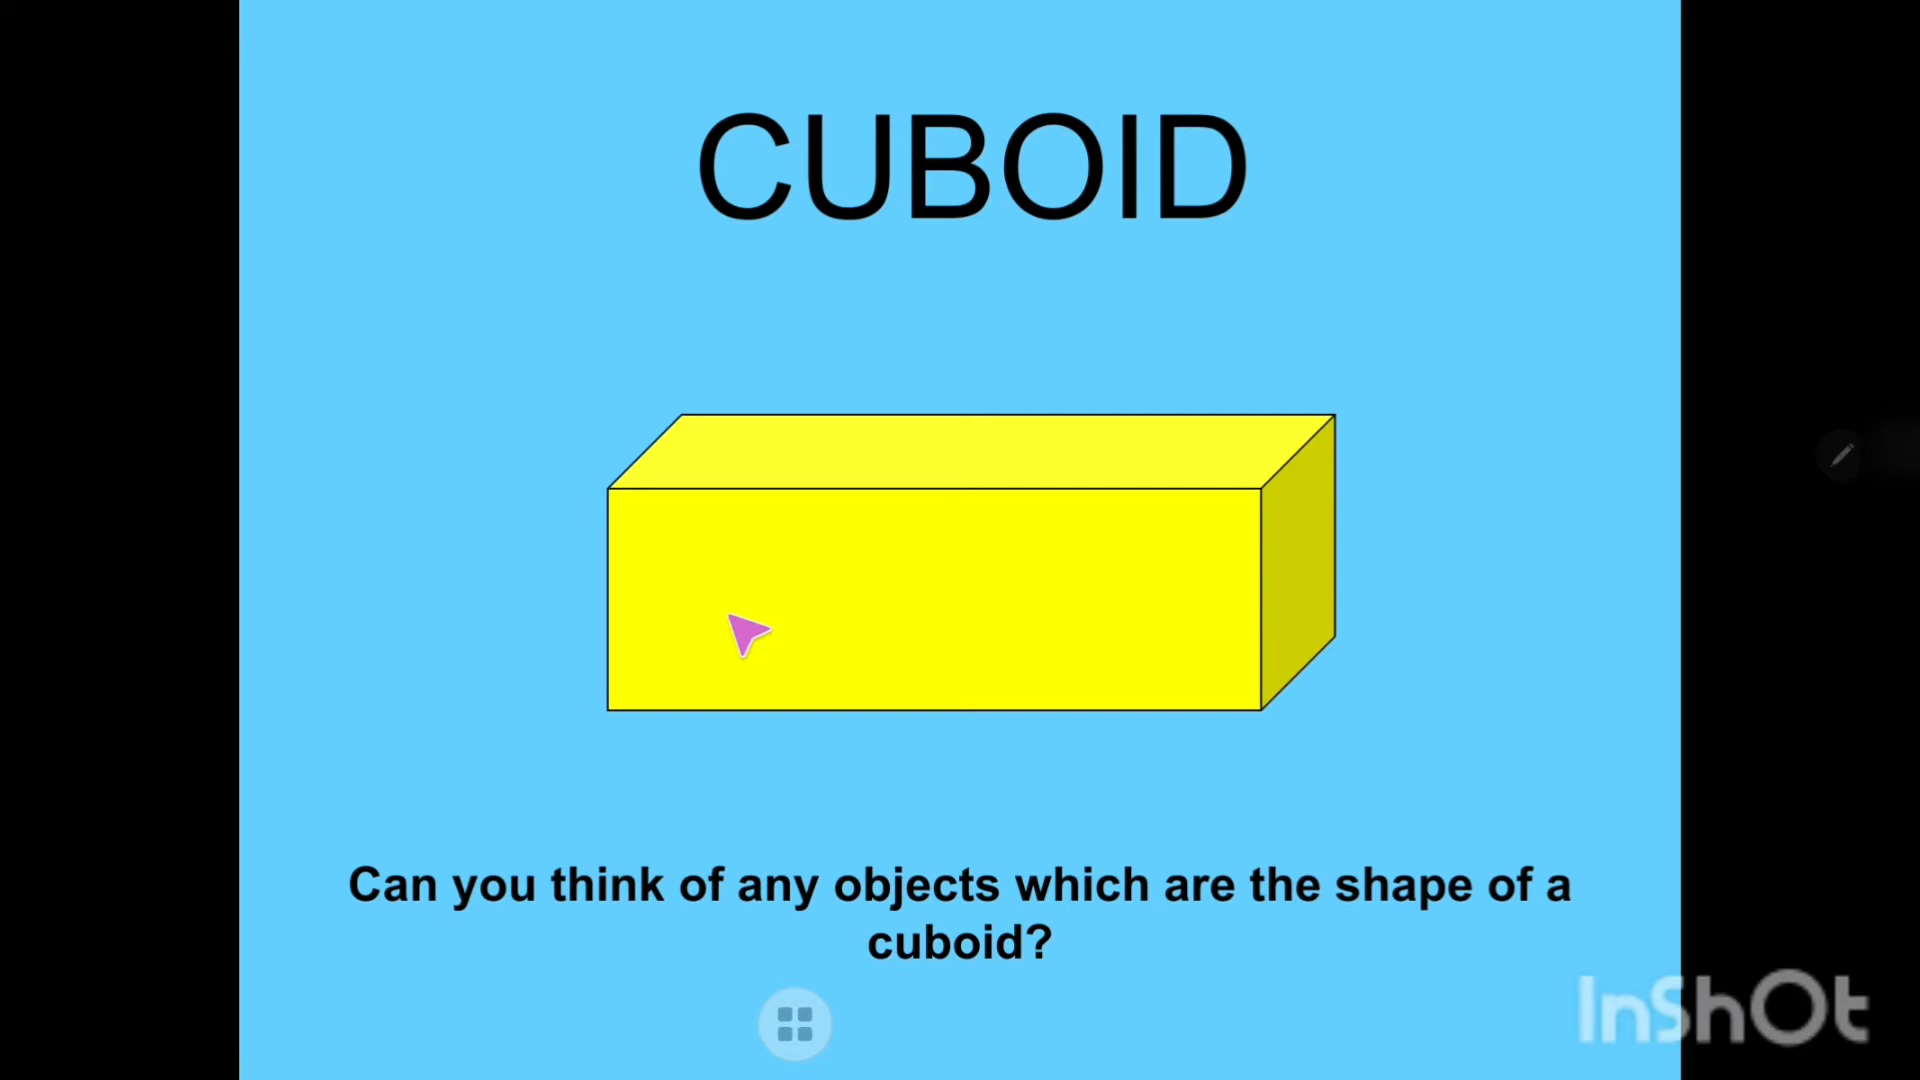 CUBOID
Can you think of any objects which are the shape of a
cuboid?
InShOt